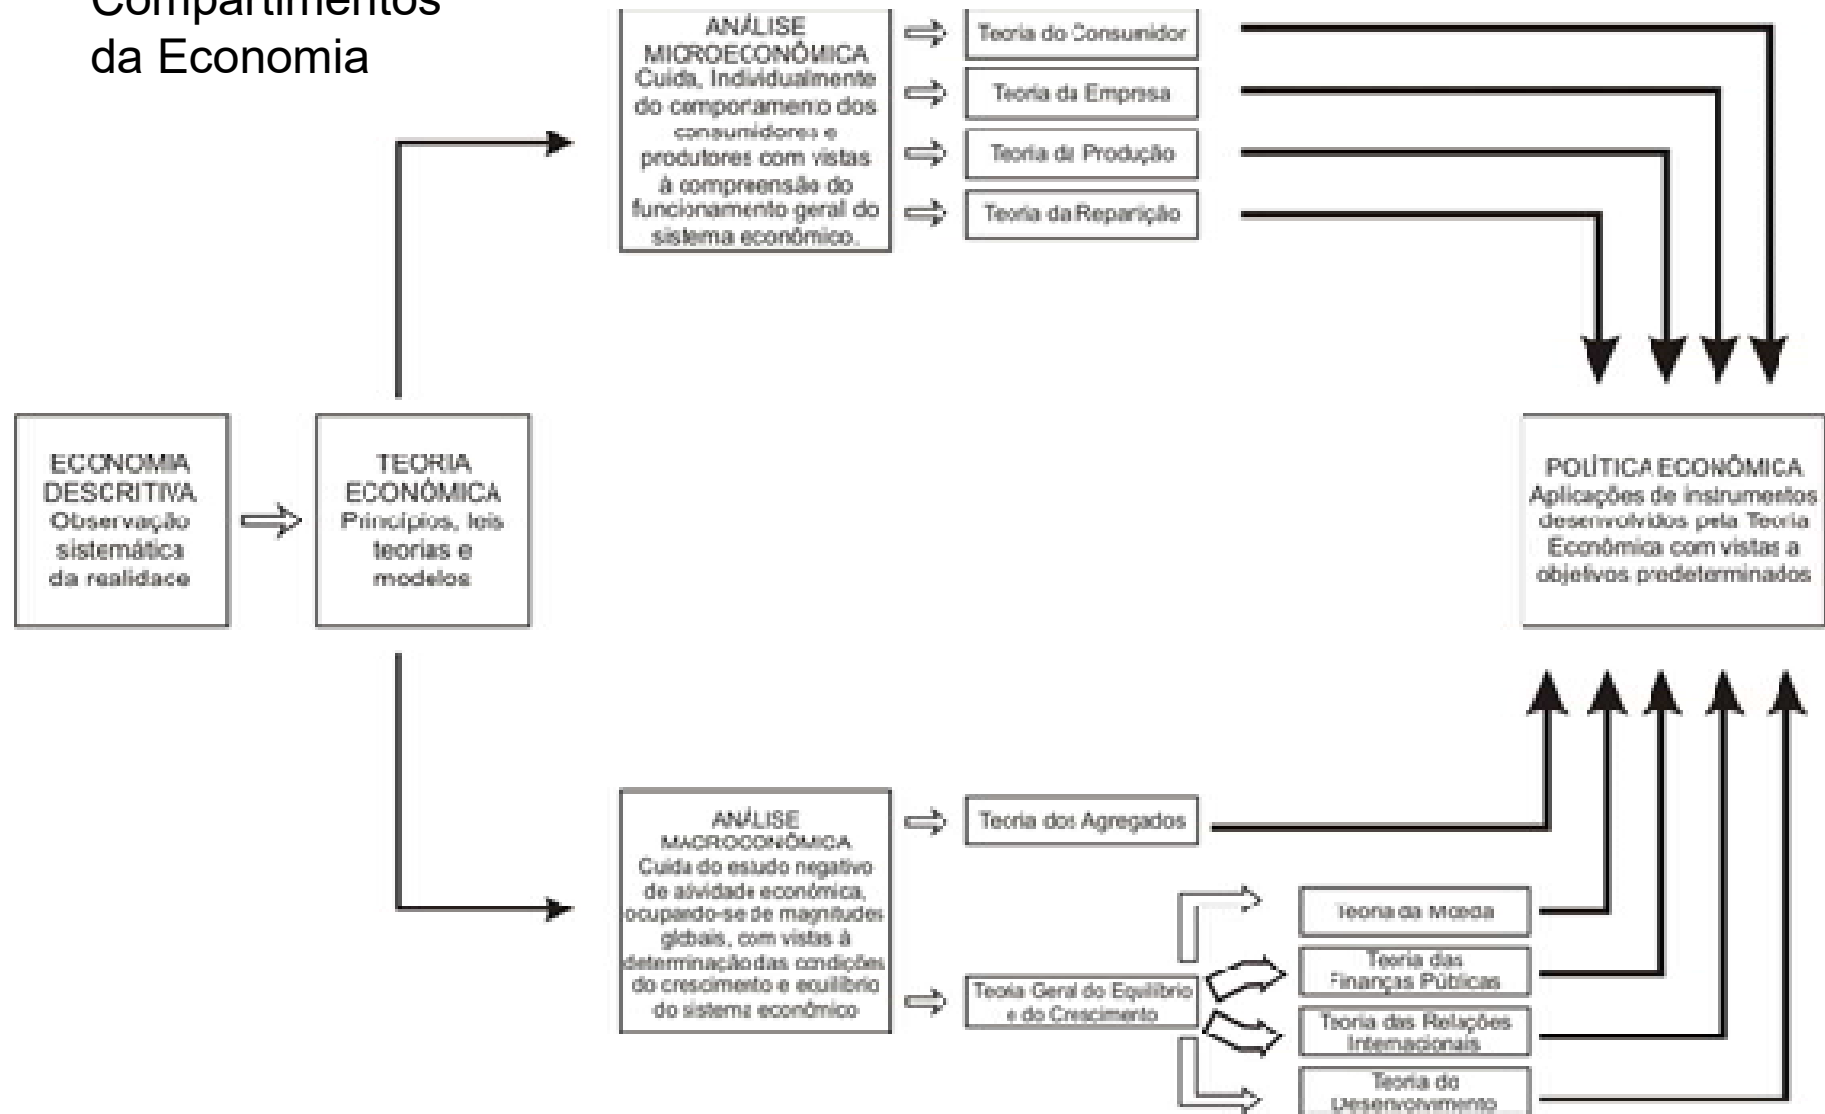 Compartimentos
da Economia
ANÁLISE
MICROECONÔMICA
Cuida, Individualmente
do comportamento dos
consumidores e
produtores com vistas
à compreensão do
funcionamento geral do
sistema econômico.
Teoria do Consumidor
Teoria da Empresa
Teoria da Produção
Teoria da Repartição
ECONOMIA
DESCRITIVA
Observação
sistemática
da realidade
TEORIA
ECONÔMICA
Princípios, leis
teorias e
modelos
POLÍTICA ECONÔMICA
Aplicações de instrumentos
desenvolvidos pela Teoria
Econômica com vistas a
objetivos predeterminados
ANÁLISE
MACROCONÔMICA
Cuida do estudo negativo
de atividade econômica,
ocupando-se de magnitudes
globais, com vistas à
determinação das condições
do crescimento e equilíbrio
do sistema econômico
Teoria dos Agregados
Teoria Geral do Equilíbrio
e do Crescimento
Teoria da Moeda
Teoria das
Finanças Públicas
Teoria das Relações
Internacionais
Teoria do
Desenvolvimento